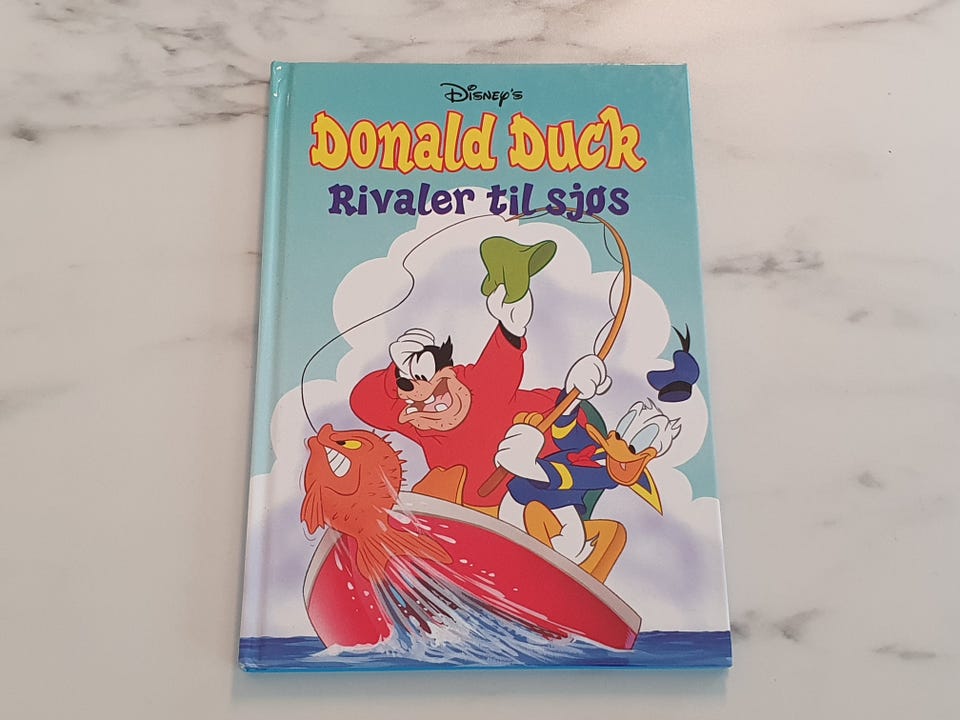 Disney's
Donald Duck
Rivaler til sjøs